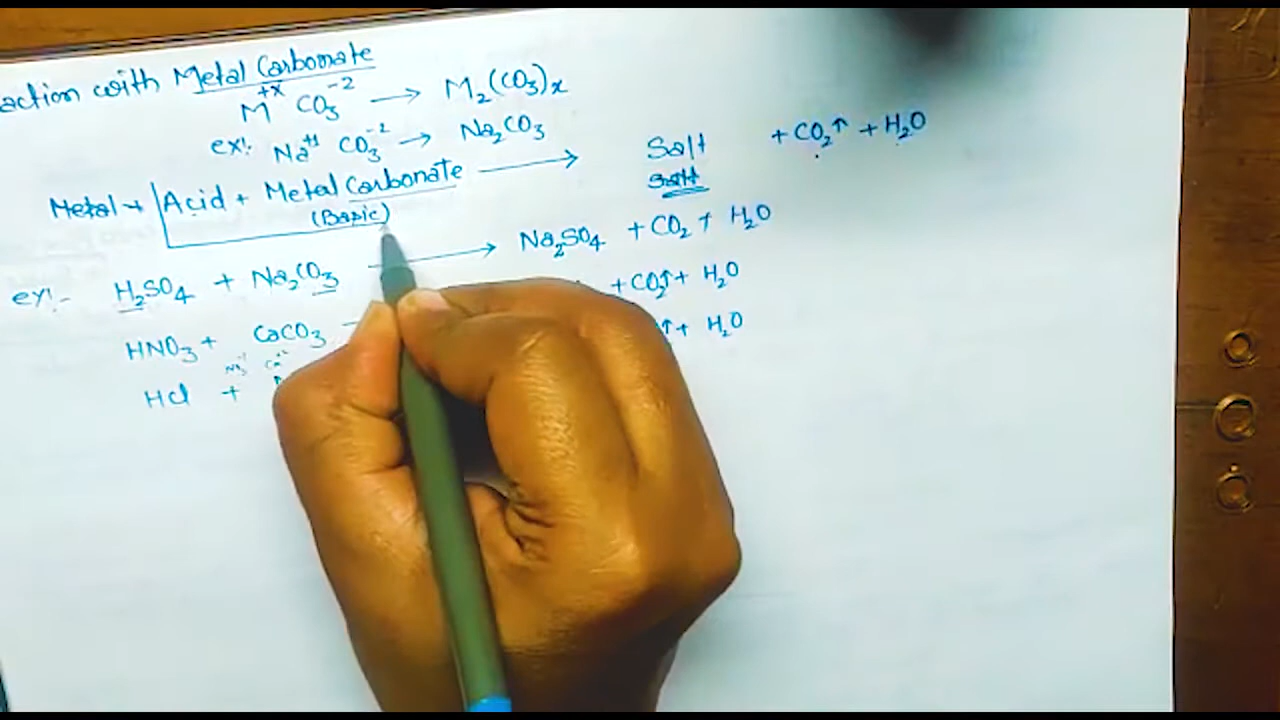 action with Metal Carbonate
M⁺ˣ CO₃⁻² → M₂(CO₃)ₓ
ex:- Na⁺¹ CO₃⁻² → Na₂CO₃
Metal + Acid + Metal Carbonate → Salt + CO₂↑ + H₂O
(Basic) Salt
ex:- H₂SO₄ + Na₂CO₃ → Na₂SO₄ + CO₂ + H₂O
HNO₃ + CaCO₃ + CO₂↑ + H₂O
HCl + ↑ + H₂O